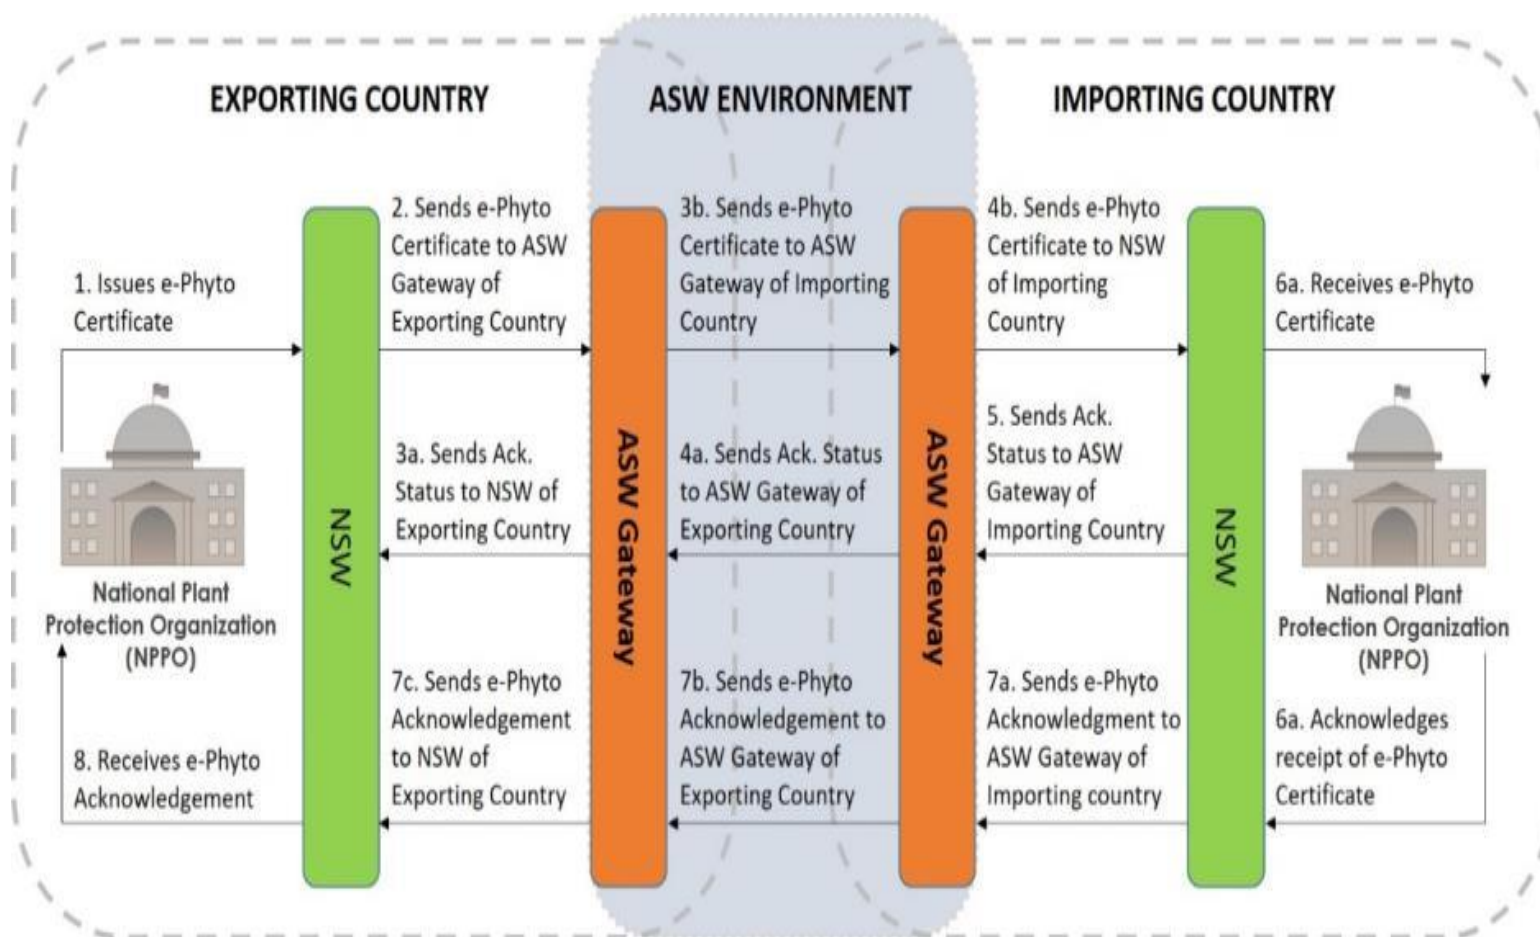 EXPORTING COUNTRY
ASW ENVIRONMENT
IMPORTING COUNTRY
1. Issues e-Phyto
Certificate
2. Sends e-Phyto
Certificate to ASW
Gateway of
Exporting Country
3b. Sends e-Phyto
Certificate to ASW
Gateway of Importing
Country
4b. Sends e-Phyto
Certificate to NSW
of Importing
Country
6a. Receives e-Phyto
Certificate
3a. Sends Ack.
Status to NSW of
Exporting Country
4a. Sends Ack. Status
to ASW Gateway of
Exporting Country
5. Sends Ack.
Status to ASW
Gateway of
Importing Country
NSW
ASW Gateway
ASW Gateway
NSW
National Plant
Protection Organization
(NPPO)
National Plant
Protection Organization
(NPPO)
8. Receives e-Phyto
Acknowledgement
7c. Sends e-Phyto
Acknowledgement
to NSW of
Exporting Country
7b. Sends e-Phyto
Acknowledgement to
ASW Gateway of
Exporting Country
7a. Sends e-Phyto
Acknowledgment to
ASW Gateway of
Importing country
6a. Acknowledges
receipt of e-Phyto
Certificate